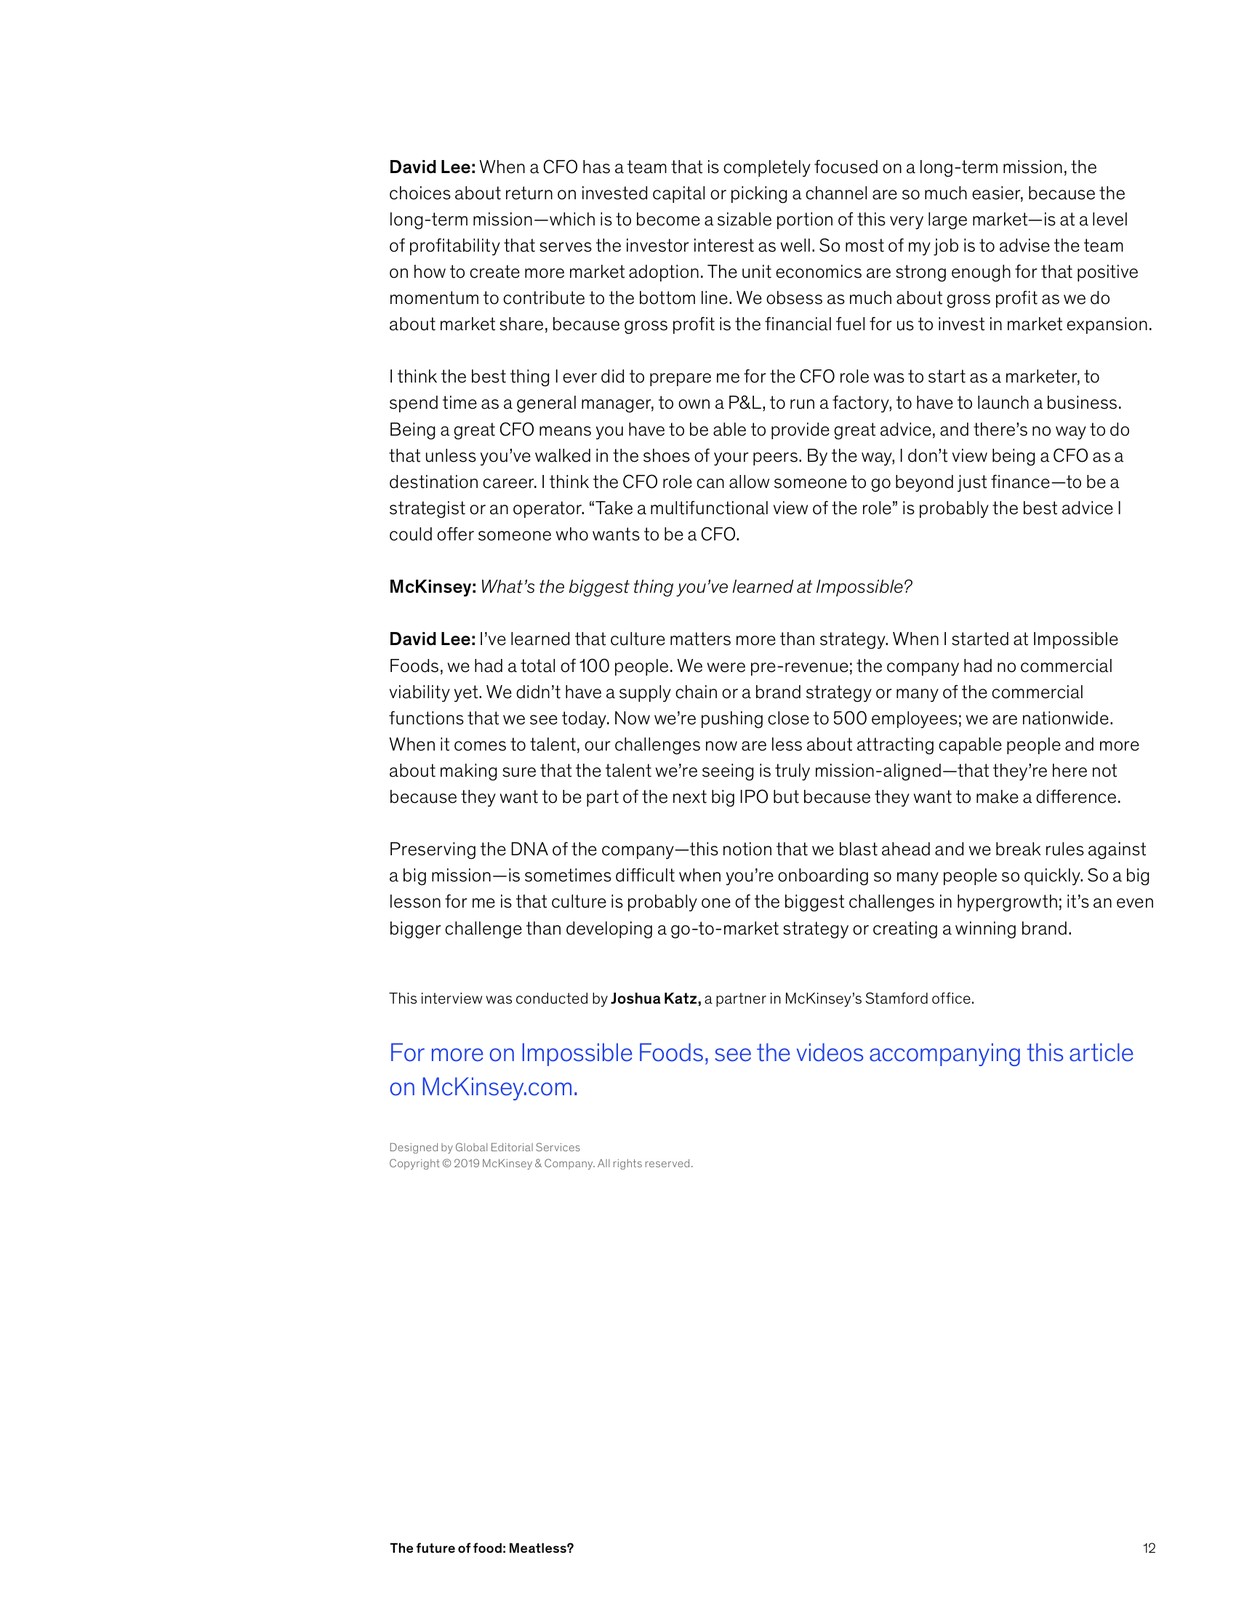 David Lee: When a CFO has a team that is completely focused on a long-term mission, the
choices about return on invested capital or picking a channel are so much easier, because the
long-term mission—which is to become a sizable portion of this very large market—is at a level
of profitability that serves the investor interest as well. So most of my job is to advise the team
on how to create more market adoption. The unit economics are strong enough for that positive
momentum to contribute to the bottom line. We obsess as much about gross profit as we do
about market share, because gross profit is the financial fuel for us to invest in market expansion.
I think the best thing I ever did to prepare me for the CFO role was to start as a marketer, to
spend time as a general manager, to own a P&L, to run a factory, to have to launch a business.
Being a great CFO means you have to be able to provide great advice, and there’s no way to do
that unless you’ve walked in the shoes of your peers. By the way, I don’t view being a CFO as a
destination career. I think the CFO role can allow someone to go beyond just finance—to be a
strategist or an operator. “Take a multifunctional view of the role” is probably the best advice I
could offer someone who wants to be a CFO.
McKinsey: What’s the biggest thing you’ve learned at Impossible?
David Lee: I’ve learned that culture matters more than strategy. When I started at Impossible
Foods, we had a total of 100 people. We were pre-revenue; the company had no commercial
viability yet. We didn’t have a supply chain or a brand strategy or many of the commercial
functions that we see today. Now we’re pushing close to 500 employees; we are nationwide.
When it comes to talent, our challenges now are less about attracting capable people and more
about making sure that the talent we’re seeing is truly mission-aligned—that they’re here not
because they want to be part of the next big IPO but because they want to make a difference.
Preserving the DNA of the company—this notion that we blast ahead and we break rules against
a big mission—is sometimes difficult when you’re onboarding so many people so quickly. So a big
lesson for me is that culture is probably one of the biggest challenges in hypergrowth; it’s an even
bigger challenge than developing a go-to-market strategy or creating a winning brand.
This interview was conducted by Joshua Katz, a partner in McKinsey’s Stamford office.
For more on Impossible Foods, see the videos accompanying this article
on McKinsey.com.
Designed by Global Editorial Services
Copyright © 2019 McKinsey & Company. All rights reserved.
The future of food: Meatless? 12